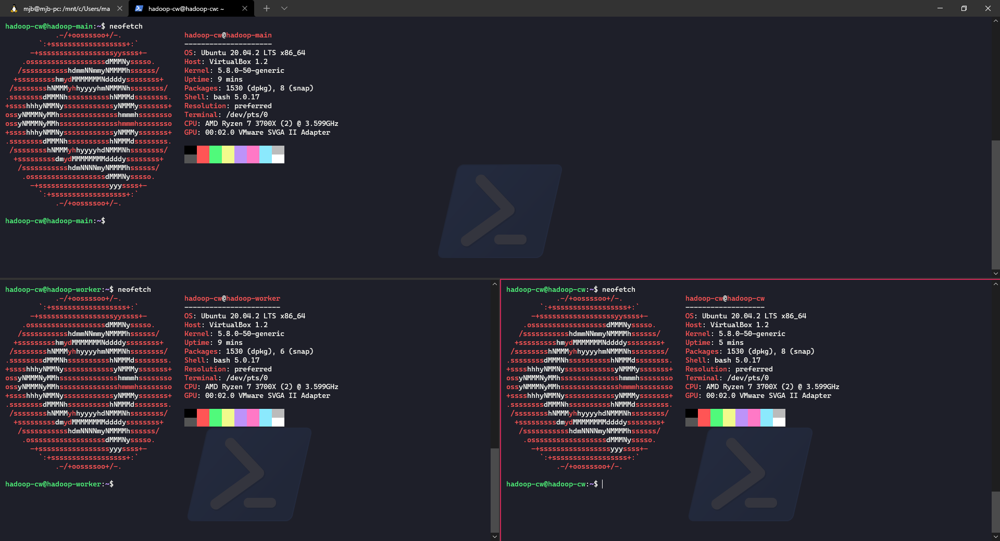 mjb@mjb-pc: /mnt/c/Users/ma
hadoop-cw@hadoop-cw: ~
hadoop-cw@hadoop-main:~$ neofetch
.-/+oossssoo+/-.
`:+ssssssssssssssssss+:`
-+ssssssssssssssssssyyssss+-
.ossssssssssssssssssdMMMNysssso.
/ssssssssssshdmmNNmmyNMMMMhssssss/
+ssssssssshmydMMMMMMMNddddyssssssss+
/sssssssshNMMMyhhyyyyhmNMMMNhssssssss/
.ssssssssdMMMNhsssssssssshNMMMdssssssss.
+sssshhhyNMMNyssssssssssssyNMMMysssssss+
ossyNMMMNyMMhsssssssssssssshmmmhssssssso
ossyNMMMNyMMhsssssssssssssshmmmhssssssso
+sssshhhyNMMNyssssssssssssyNMMMysssssss+
.ssssssssdMMMNhsssssssssshNMMMdssssssss.
/sssssssshNMMMyhhyyyyhdNMMMNhssssssss/
+sssssssssdmydMMMMMMMMddddyssssssss+
/ssssssssssshdmNNNNmyNMMMMhssssss/
.ossssssssssssssssssdMMMNysssso.
-+sssssssssssssssssyyyssss+-
`:+ssssssssssssssssss+:`
.-/+oossssoo+/-.
hadoop-cw@hadoop-main
---------------------
OS: Ubuntu 20.04.2 LTS x86_64
Host: VirtualBox 1.2
Kernel: 5.8.0-50-generic
Uptime: 9 mins
Packages: 1530 (dpkg), 8 (snap)
Shell: bash 5.0.17
Resolution: preferred
Terminal: /dev/pts/0
CPU: AMD Ryzen 7 3700X (2) @ 3.599GHz
GPU: 00:02.0 VMware SVGA II Adapter
hadoop-cw@hadoop-main:~$
hadoop-cw@hadoop-worker:~$ neofetch
.-/+oossssoo+/-.
`:+ssssssssssssssssss+:`
-+ssssssssssssssssssyyssss+-
.ossssssssssssssssssdMMMNysssso.
/ssssssssssshdmmNNmmyNMMMMhssssss/
+ssssssssshmydMMMMMMMNddddyssssssss+
/sssssssshNMMMyhhyyyyhmNMMMNhssssssss/
.ssssssssdMMMNhsssssssssshNMMMdssssssss.
+sssshhhyNMMNyssssssssssssyNMMMysssssss+
ossyNMMMNyMMhsssssssssssssshmmmhssssssso
ossyNMMMNyMMhsssssssssssssshmmmhssssssso
+sssshhhyNMMNyssssssssssssyNMMMysssssss+
.ssssssssdMMMNhsssssssssshNMMMdssssssss.
/sssssssshNMMMyhhyyyyhdNMMMNhssssssss/
+sssssssssdmydMMMMMMMMddddyssssssss+
/ssssssssssshdmNNNNmyNMMMMhssssss/
.ossssssssssssssssssdMMMNysssso.
-+sssssssssssssssssyyyssss+-
`:+ssssssssssssssssss+:`
.-/+oossssoo+/-.
hadoop-cw@hadoop-worker
-----------------------
OS: Ubuntu 20.04.2 LTS x86_64
Host: VirtualBox 1.2
Kernel: 5.8.0-50-generic
Uptime: 9 mins
Packages: 1530 (dpkg), 6 (snap)
Shell: bash 5.0.17
Resolution: preferred
Terminal: /dev/pts/0
CPU: AMD Ryzen 7 3700X (2) @ 3.599GHz
GPU: 00:02.0 VMware SVGA II Adapter
hadoop-cw@hadoop-worker:~$
hadoop-cw@hadoop-cw:~$ neofetch
.-/+oossssoo+/-.
`:+ssssssssssssssssss+:`
-+ssssssssssssssssssyyssss+-
.ossssssssssssssssssdMMMNysssso.
/ssssssssssshdmmNNmmyNMMMMhssssss/
+ssssssssshmydMMMMMMMNddddyssssssss+
/sssssssshNMMMyhhyyyyhmNMMMNhssssssss/
.ssssssssdMMMNhsssssssssshNMMMdssssssss.
+sssshhhyNMMNyssssssssssssyNMMMysssssss+
ossyNMMMNyMMhsssssssssssssshmmmhssssssso
ossyNMMMNyMMhsssssssssssssshmmmhssssssso
+sssshhhyNMMNyssssssssssssyNMMMysssssss+
.ssssssssdMMMNhsssssssssshNMMMdssssssss.
/sssssssshNMMMyhhyyyyhdNMMMNhssssssss/
+sssssssssdmydMMMMMMMMddddyssssssss+
/ssssssssssshdmNNNNmyNMMMMhssssss/
.ossssssssssssssssssdMMMNysssso.
-+sssssssssssssssssyyyssss+-
`:+ssssssssssssssssss+:`
.-/+oossssoo+/-.
hadoop-cw@hadoop-cw
-------------------
OS: Ubuntu 20.04.2 LTS x86_64
Host: VirtualBox 1.2
Kernel: 5.8.0-50-generic
Uptime: 5 mins
Packages: 1530 (dpkg), 8 (snap)
Shell: bash 5.0.17
Resolution: preferred
Terminal: /dev/pts/0
CPU: AMD Ryzen 7 3700X (2) @ 3.599GHz
GPU: 00:02.0 VMware SVGA II Adapter
hadoop-cw@hadoop-cw:~$